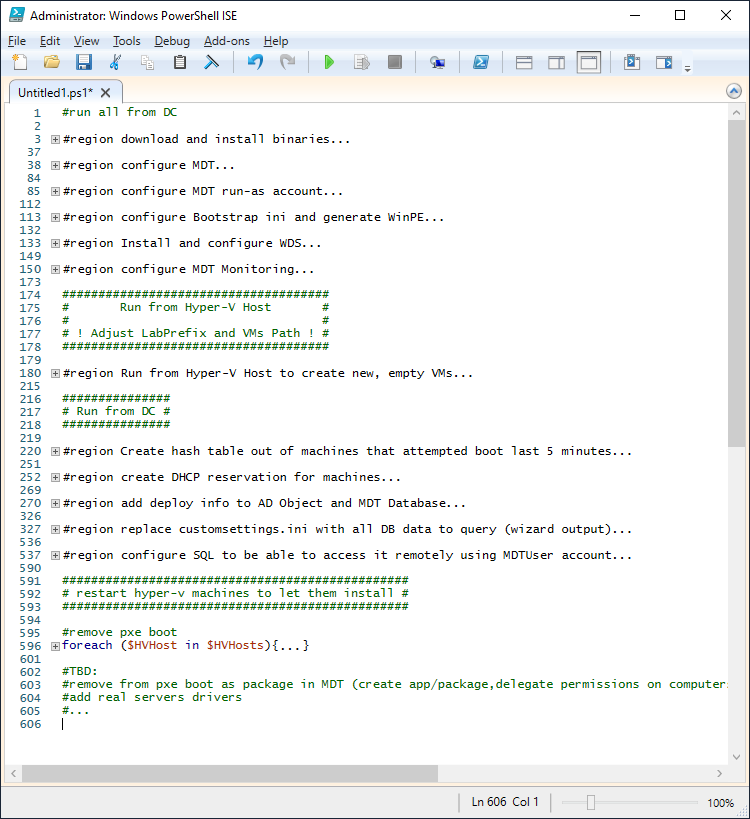 Administrator: Windows PowerShell ISE
File Edit View Tools Debug Add-ons Help
Untitled1.ps1*
1 #run all from DC
2
3 #region download and install binaries...
37
38 #region configure MDT...
84
85 #region configure MDT run-as account...
112
113 #region configure Bootstrap ini and generate WinPE...
132
133 #region Install and configure WDS...
149
150 #region configure MDT Monitoring...
173
174 #####################################
175 # Run from Hyper-V Host #
176 # #
177 # ! Adjust LabPrefix and VMs Path ! #
178 #####################################
179
180 #region Run from Hyper-V Host to create new, empty VMs...
215
216 ###############
217 # Run from DC #
218 ###############
219
220 #region Create hash table out of machines that attempted boot last 5 minutes...
251
252 #region create DHCP reservation for machines...
269
270 #region add deploy info to AD Object and MDT Database...
326
327 #region replace customsettings.ini with all DB data to query (wizard output)...
536
537 #region configure SQL to be able to access it remotely using MDTUser account...
590
591 ################################################
592 # restart hyper-v machines to let them install #
593 ################################################
594
595 #remove pxe boot
596 foreach ($HVHost in $HVHosts){...}
601
602 #TBD:
603 #remove from pxe boot as package in MDT (create app/package,delegate permissions on computer
604 #add real servers drivers
605 #...
606
Ln 606 Col 1
100%